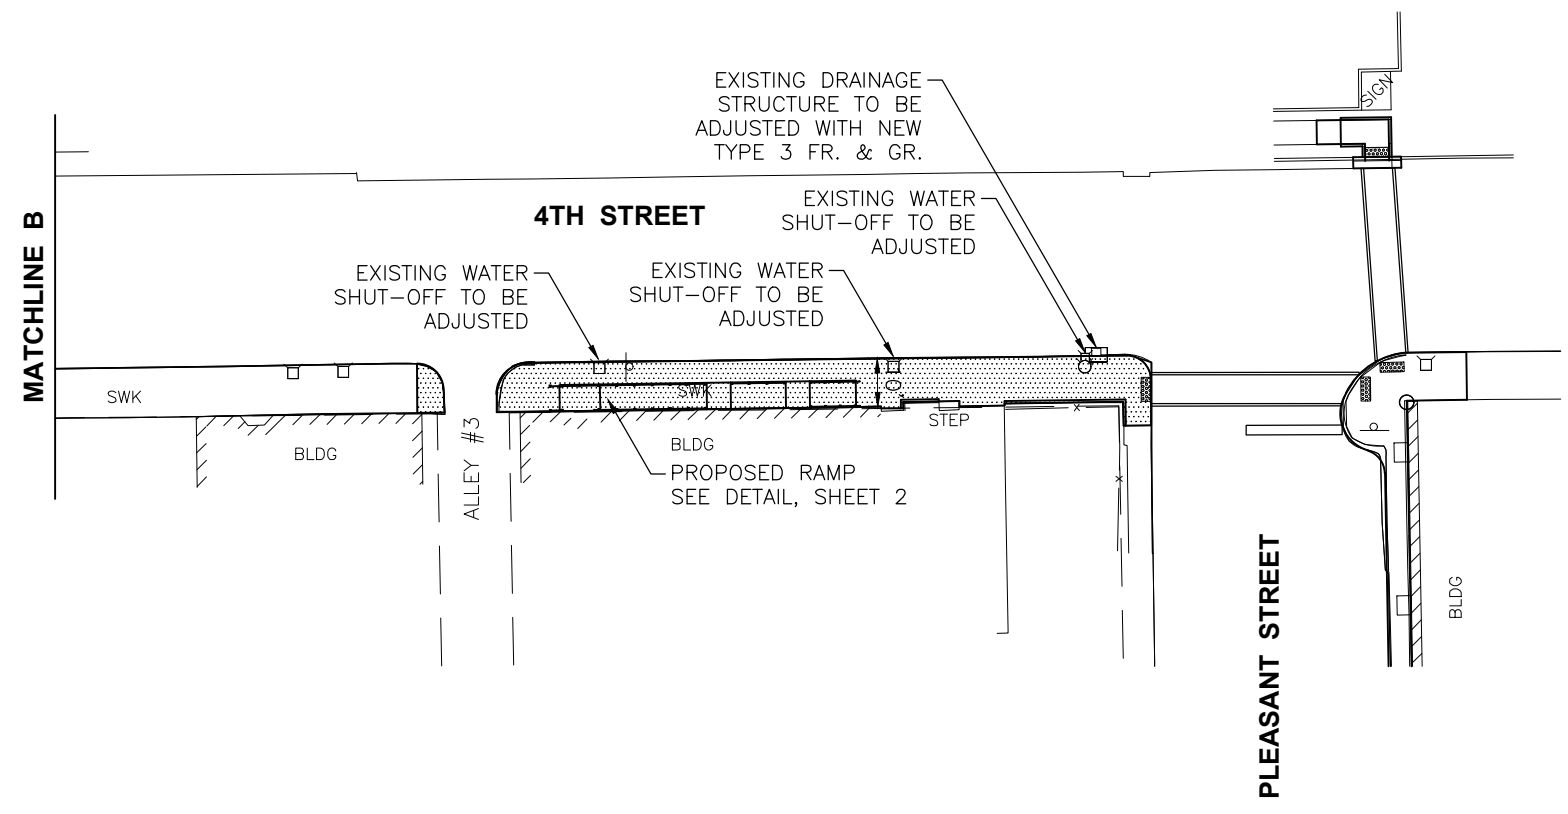 EXISTING DRAINAGE
STRUCTURE TO BE
ADJUSTED WITH NEW
TYPE 3 FR. & GR.
SIGN
MATCHLINE B
4TH STREET
EXISTING WATER
SHUT-OFF TO BE
ADJUSTED
EXISTING WATER
SHUT-OFF TO BE
ADJUSTED
EXISTING WATER
SHUT-OFF TO BE
ADJUSTED
SWK
SWK
STEP
BLDG
ALLEY #3
BLDG
PROPOSED RAMP
SEE DETAIL, SHEET 2
PLEASANT STREET
BLDG